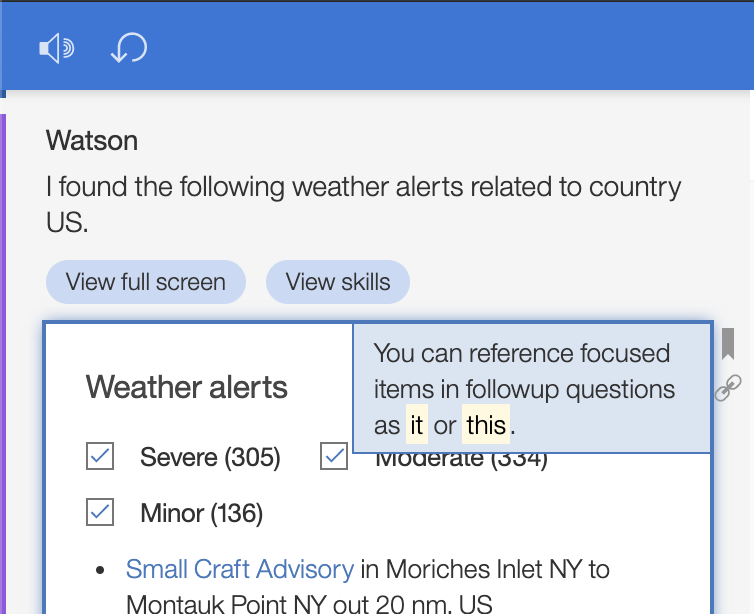 Watson
I found the following weather alerts related to country
US.
View full screen
View skills
You can reference focused
items in followup questions
as it or this.
Weather alerts
Severe (305)
Moderate (334)
Minor (136)
• Small Craft Advisory in Moriches Inlet NY to
Montauk Point NY out 20 nm, US